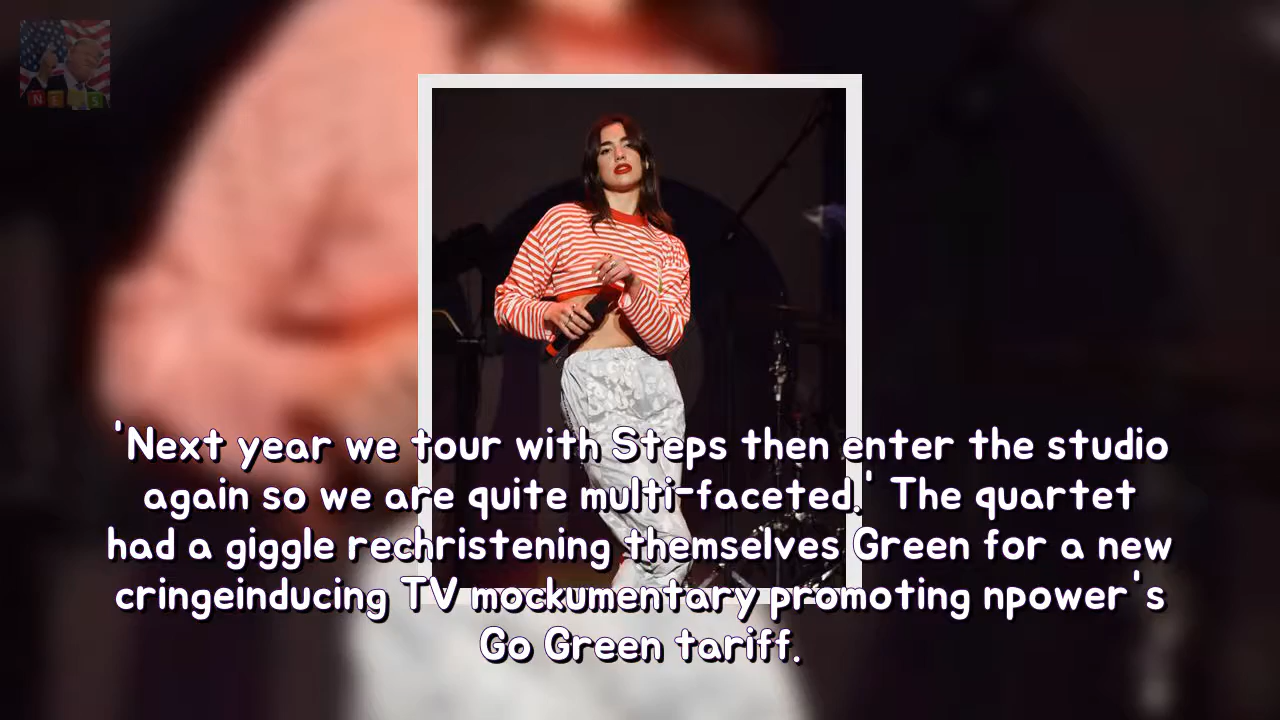 NEWS
'Next year we tour with Steps then enter the studio
again so we are quite multi-faceted.' The quartet
had a giggle rechristening themselves Green for a new
cringeinducing TV mockumentary promoting npower's
Go Green tariff.